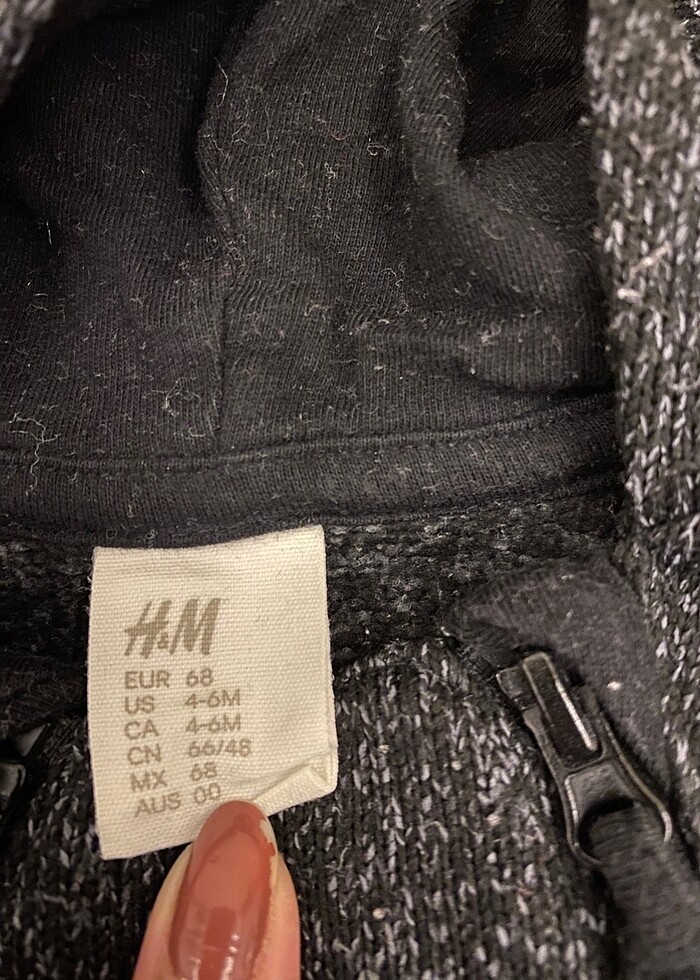 H&M
EUR 68
US 4-6M
CA 4-6M
CN 66/48
MX 68
AUS 00